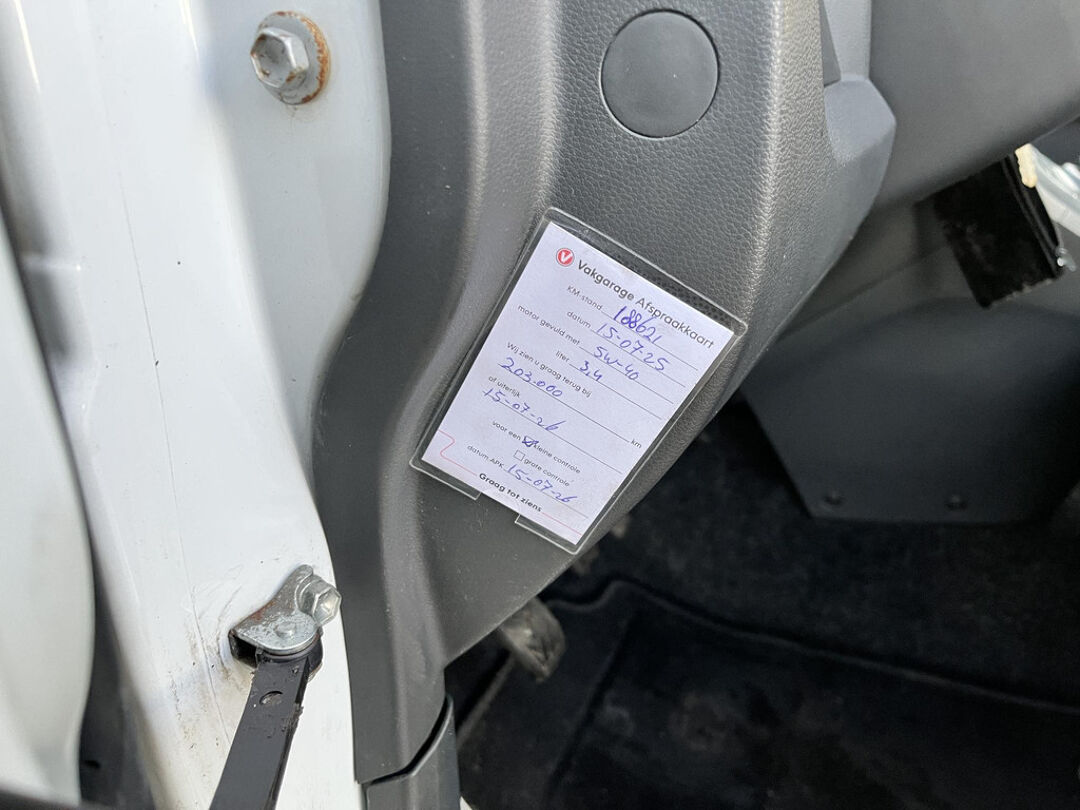 V Vakgarage Afspraakkaart
KM-stand 188621
datum 15-07-25
motor gevuld met 5W-40
liter 3,4
Wij zien u graag terug bij
203.000 km
of uiterlijk
15-07-26
voor een kleine controle
grote controle
datum APK 15-07-26
Graag tot ziens